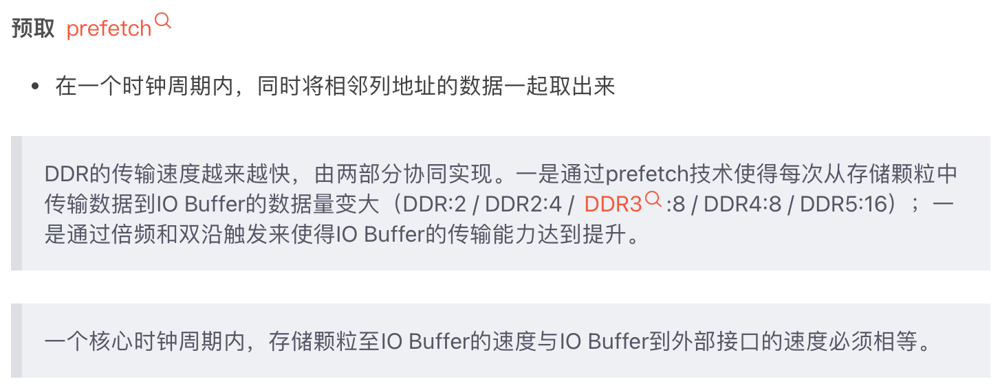 预取 prefetch
• 在一个时钟周期内，同时将相邻列地址的数据一起取出来
DDR的传输速度越来越快，由两部分协同实现。一是通过prefetch技术使得每次从存储颗粒中
传输数据到IO Buffer的数据量变大（DDR:2 / DDR2:4 / DDR3:8 / DDR4:8 / DDR5:16）；一
是通过倍频和双沿触发来使得IO Buffer的传输能力达到提升。
一个核心时钟周期内，存储颗粒至IO Buffer的速度与IO Buffer到外部接口的速度必须相等。